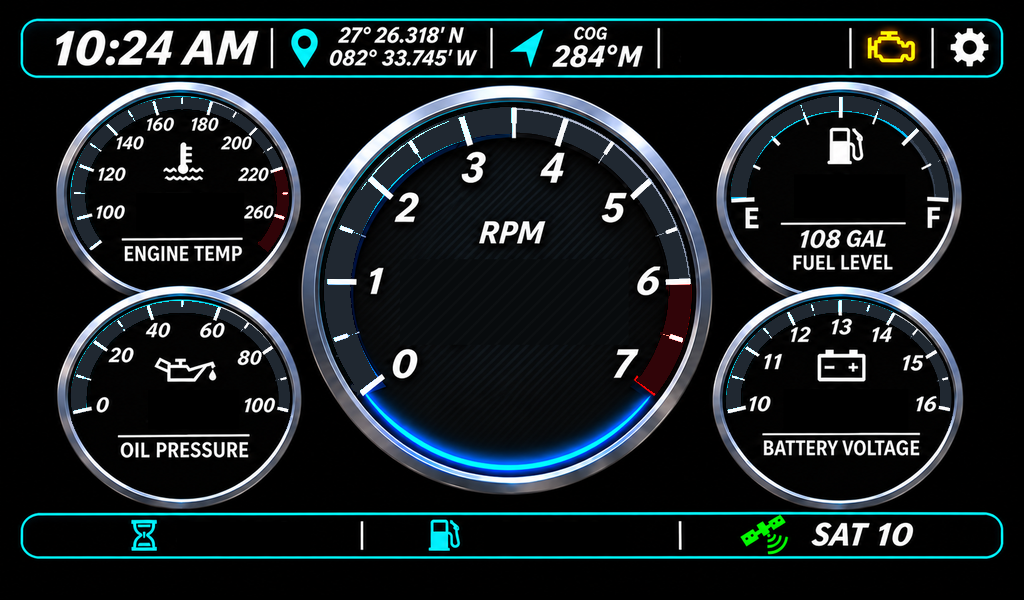 10:24 AM
27° 26.318' N
082° 33.745' W
COG
284°M
100
120
140
160
180
200
220
260
ENGINE TEMP
0
1
2
3
4
5
6
7
RPM
E
F
108 GAL
FUEL LEVEL
0
20
40
60
80
100
OIL PRESSURE
10
11
12
13
14
15
16
BATTERY VOLTAGE
SAT 10